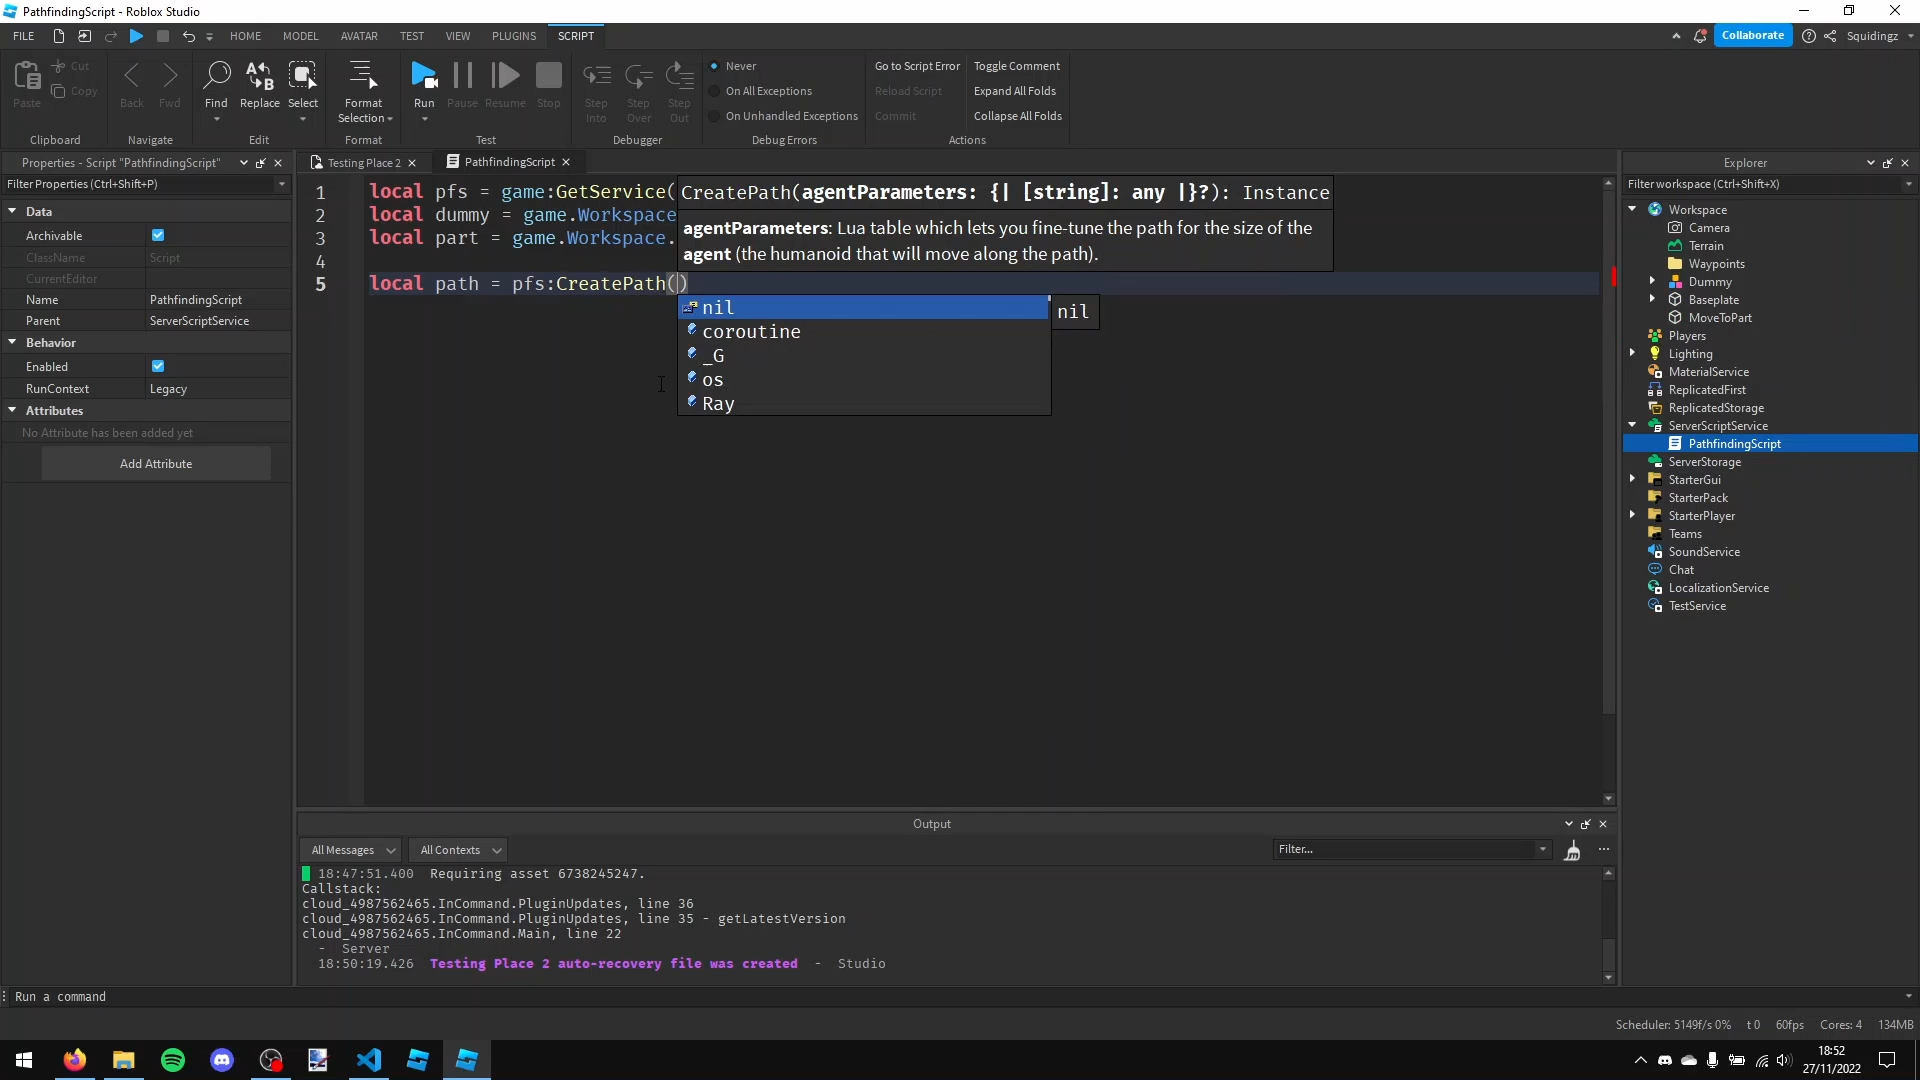 PathfindingScript - Roblox Studio
FILE HOME MODEL AVATAR TEST VIEW PLUGINS SCRIPT Collaborate Squidingz
Paste Cut Copy
Clipboard
Back Fwd
Navigate
Find Replace Select
Edit
Format Selection
Format
Run Pause Resume Stop
Test
Step Into Step Over Step Out
Debugger
Never
On All Exceptions
On Unhandled Exceptions
Debug Errors
Go to Script Error Toggle Comment
Reload Script Expand All Folds
Commit Collapse All Folds
Actions
Properties - Script "PathfindingScript"
Filter Properties (Ctrl+Shift+P)
Data
Archivable
ClassName Script
CurrentEditor
Name PathfindingScript
Parent ServerScriptService
Behavior
Enabled
RunContext Legacy
Attributes
No Attribute has been added yet
Add Attribute
Testing Place 2 PathfindingScript
1 local pfs = game:GetService(
2 local dummy = game.Workspace
3 local part = game.Workspace.
4
5 local path = pfs:CreatePath()
CreatePath(agentParameters: {| [string]: any |}?): Instance
agentParameters: Lua table which lets you fine-tune the path for the size of the
agent (the humanoid that will move along the path).
nil
coroutine
_G
os
Ray
nil
Explorer
Filter workspace (Ctrl+Shift+X)
Workspace
Camera
Terrain
Waypoints
Dummy
Baseplate
MoveToPart
Players
Lighting
MaterialService
ReplicatedFirst
ReplicatedStorage
ServerScriptService
PathfindingScript
ServerStorage
StarterGui
StarterPack
StarterPlayer
Teams
SoundService
Chat
LocalizationService
TestService
Output
All Messages All Contexts Filter...
18:47:51.400 Requiring asset 6738245247.
Callstack:
cloud_4987562465.InCommand.PluginUpdates, line 36
cloud_4987562465.InCommand.PluginUpdates, line 35 - getLatestVersion
cloud_4987562465.InCommand.Main, line 22
- Server
18:50:19.426 Testing Place 2 auto-recovery file was created - Studio
Run a command
Scheduler: 5149f/s 0% t 0 60fps Cores: 4 134MB
18:52
27/11/2022